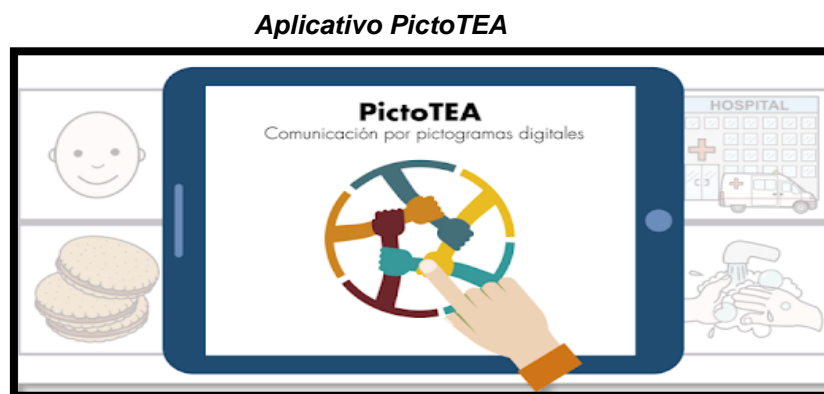 Aplicativo PictoTEA
PictoTEA
Comunicación por pictogramas digitales
HOSPITAL